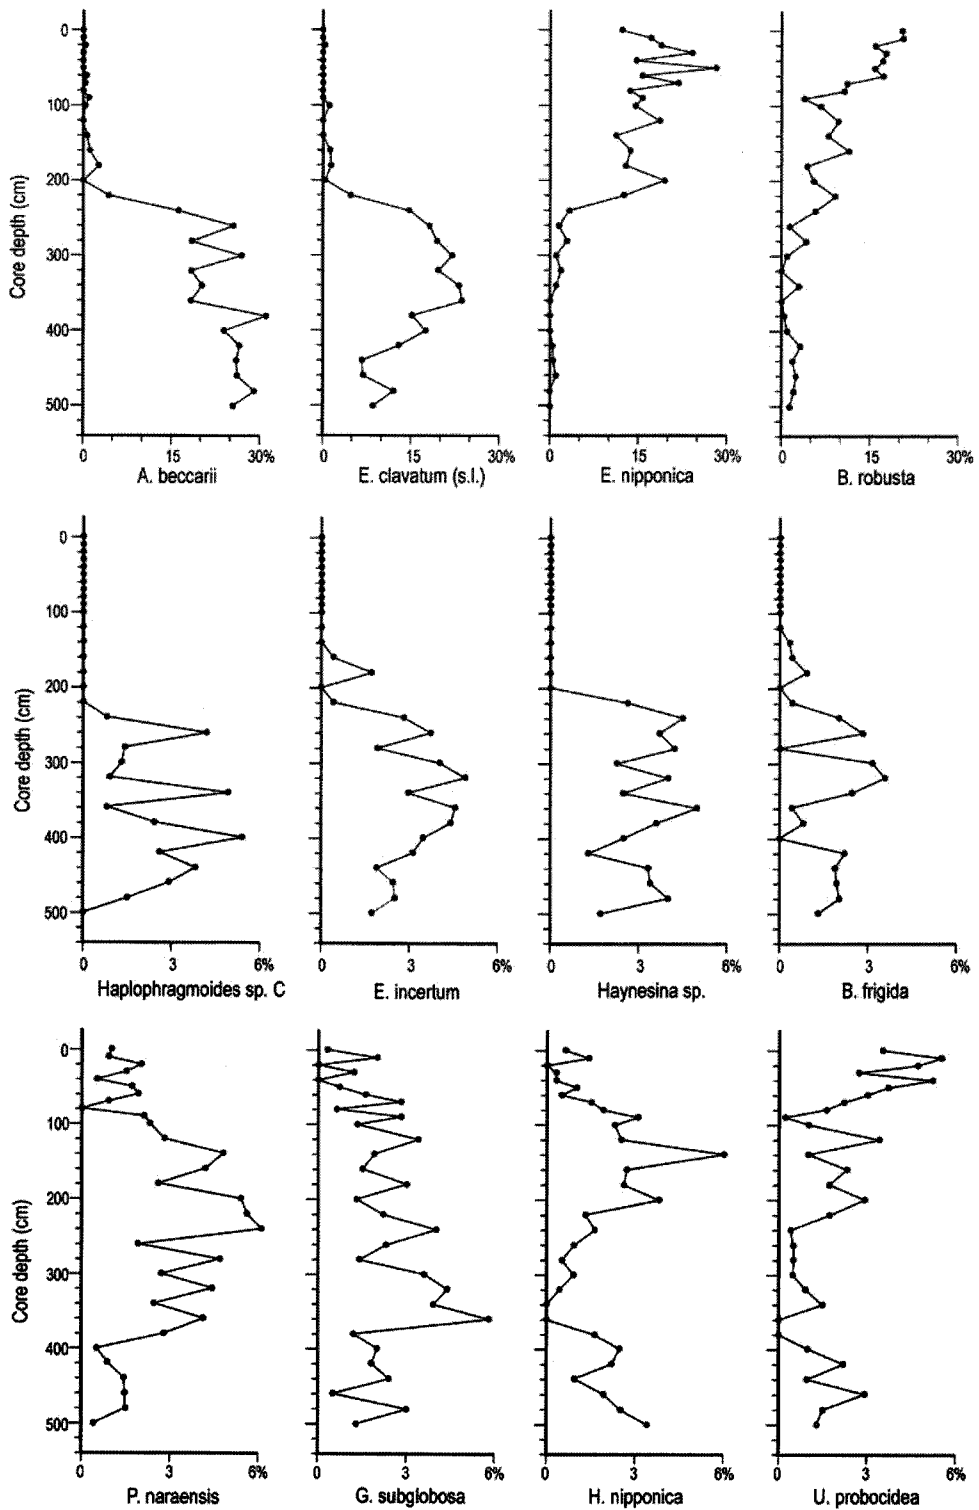 0
100
200
300
400
500
Core depth (cm)
0 15 30% 0 15 30% 0 15 30% 0 15 30%
A. beccarii E. clavatum (s.l.) E. nipponica B. robusta
0
100
200
300
400
500
Core depth (cm)
0 3 6% 0 3 6% 0 3 6% 0 3 6%
Haplophragmoides sp. C E. incertum Haynesina sp. B. frigida
0
100
200
300
400
500
Core depth (cm)
0 3 6% 0 3 6% 0 3 6% 0 3 6%
P. naraensis G. subglobosa H. nipponica U. probocidea